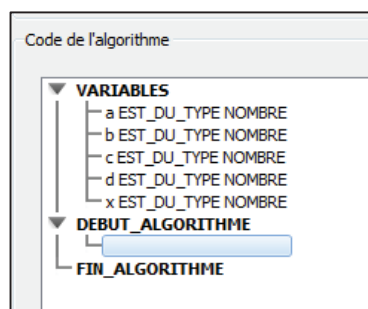 Code de l'algorithme
VARIABLES
a EST_DU_TYPE NOMBRE
b EST_DU_TYPE NOMBRE
c EST_DU_TYPE NOMBRE
d EST_DU_TYPE NOMBRE
x EST_DU_TYPE NOMBRE
DEBUT_ALGORITHME
FIN_ALGORITHME